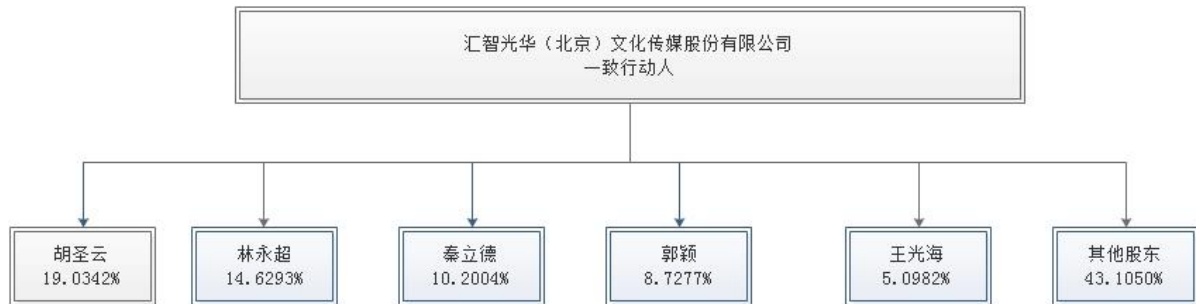 汇智光华（北京）文化传媒股份有限公司
一致行动人
胡圣云
19.0342%
林永超
14.6293%
秦立德
10.2004%
郭颖
8.7277%
王光海
5.0982%
其他股东
43.1050%